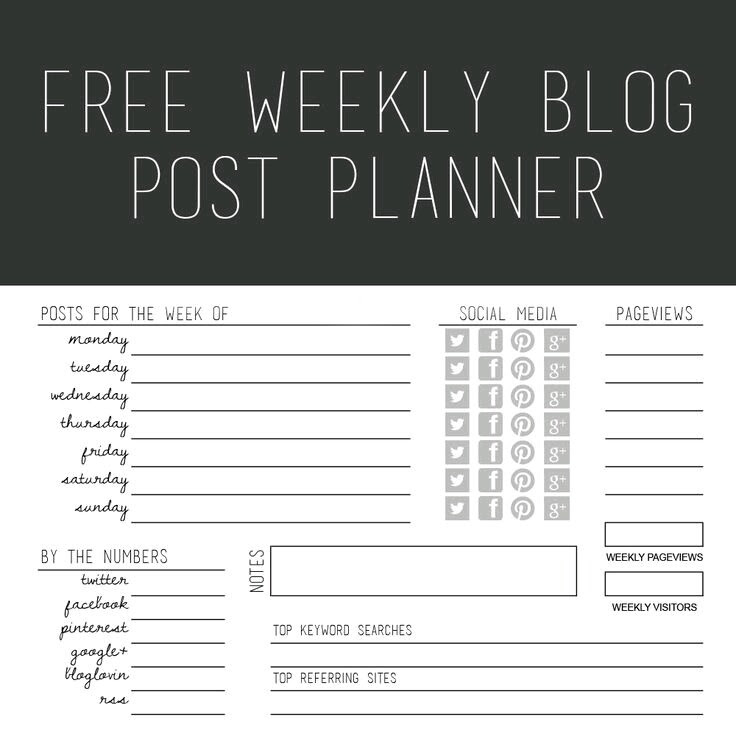 FREE WEEKLY BLOG
POST PLANNER
POSTS FOR THE WEEK OF
monday
tuesday
wednesday
thursday
friday
saturday
sunday
SOCIAL MEDIA
f g+
f g+
f g+
f g+
f g+
f g+
f g+
PAGEVIEWS
WEEKLY PAGEVIEWS
WEEKLY VISITORS
BY THE NUMBERS
twitter
facebook
pinterest
google+
bloglovin
rss
NOTES
TOP KEYWORD SEARCHES
TOP REFERRING SITES